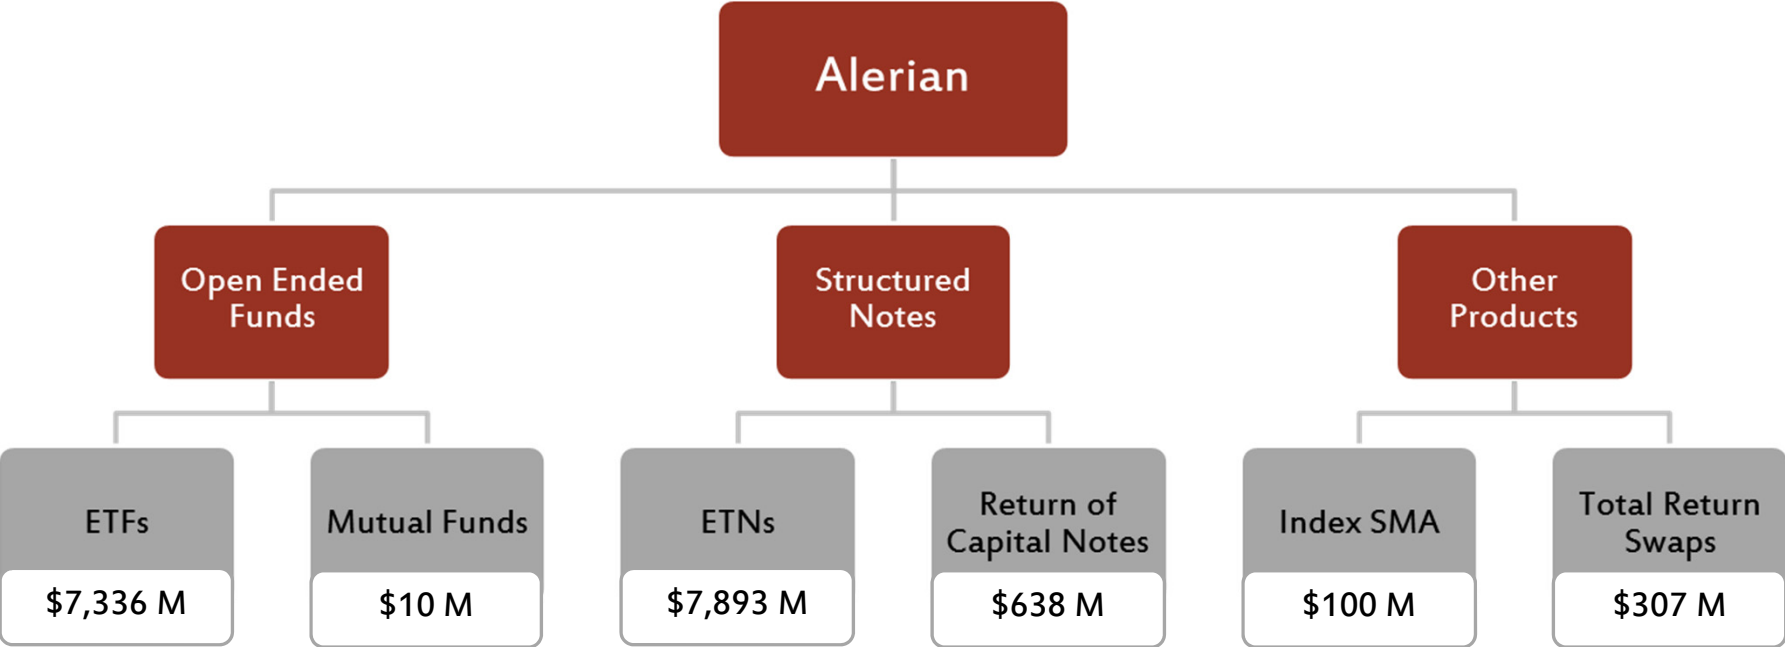 Alerian
Open Ended
Funds
Structured
Notes
Other
Products
ETFs
$7,336 M
Mutual Funds
$10 M
ETNs
$7,893 M
Return of
Capital Notes
$638 M
Index SMA
$100 M
Total Return
Swaps
$307 M